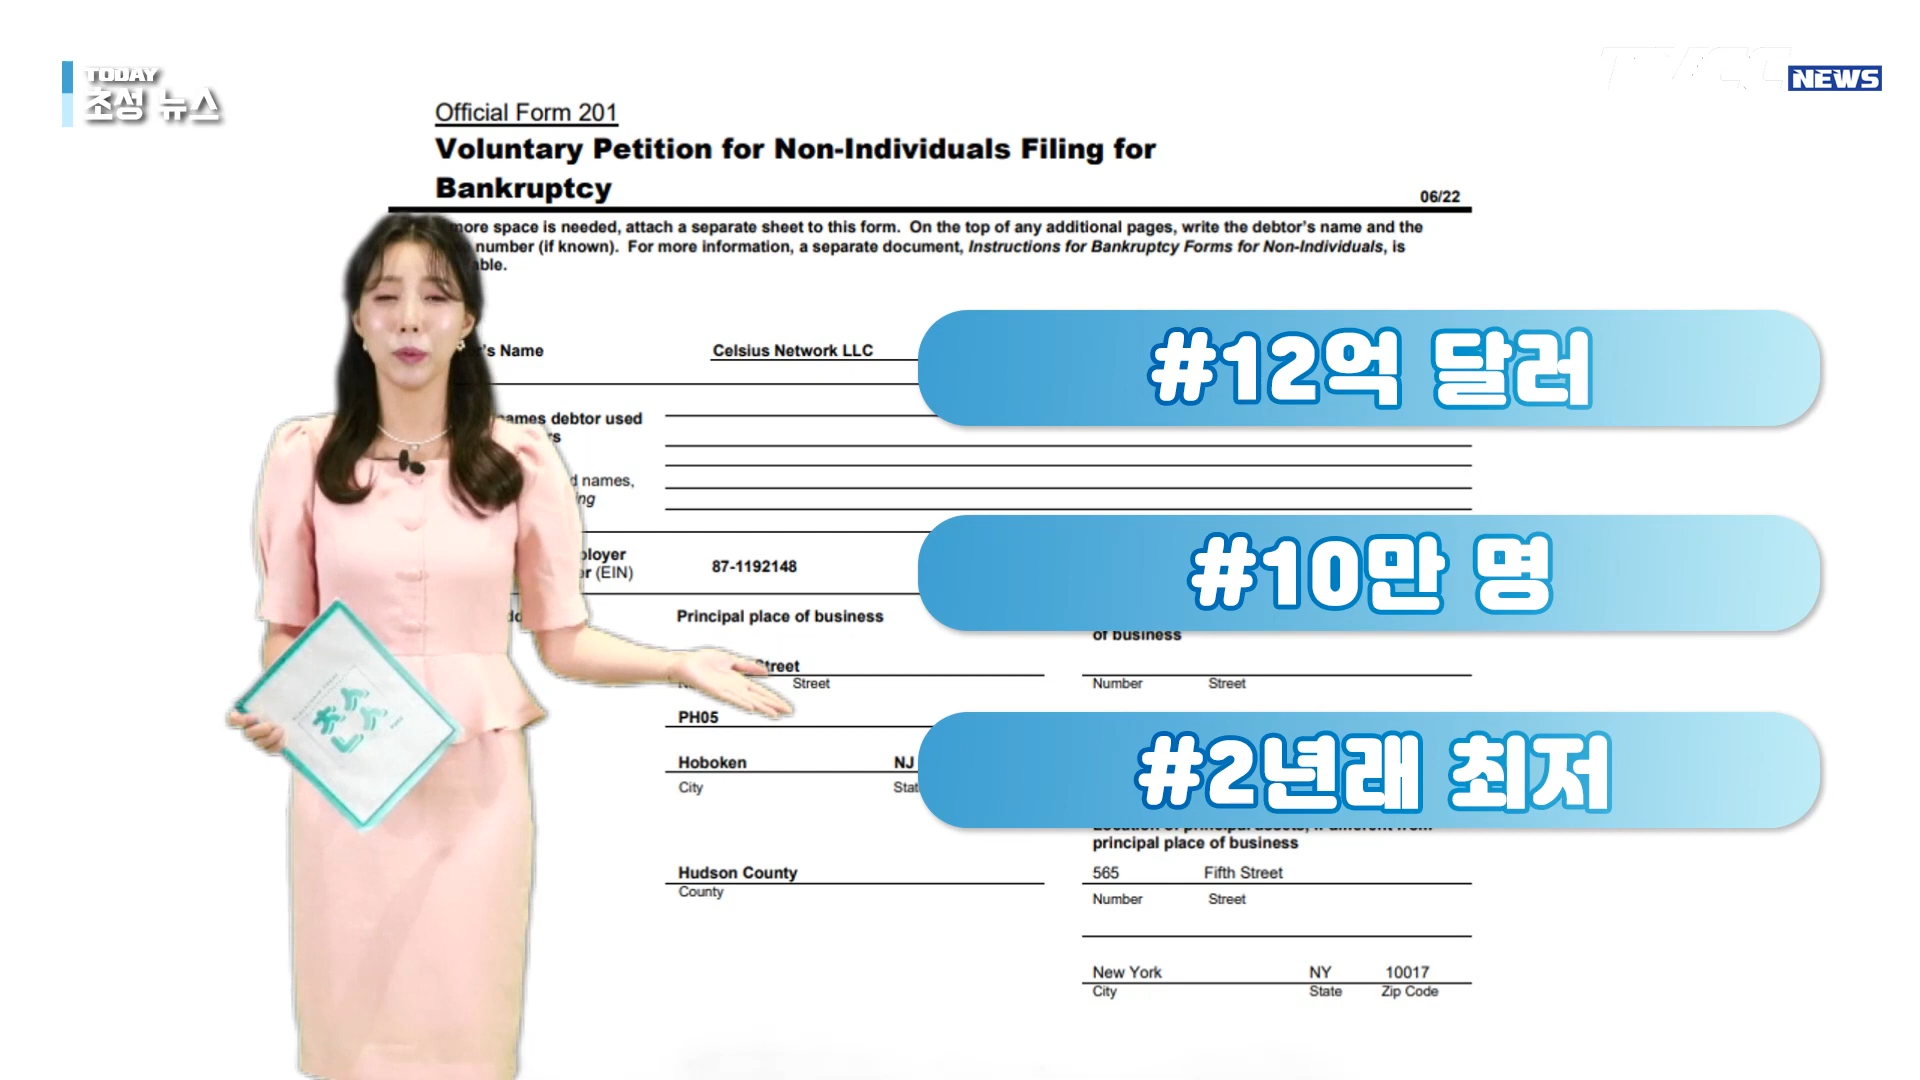 TODAY
초성 뉴스
NEWS
Official Form 201
Voluntary Petition for Non-Individuals Filing for
Bankruptcy
06/22
more space is needed, attach a separate sheet to this form. On the top of any additional pages, write the debtor's name and the
number (if known). For more information, a separate document, Instructions for Bankruptcy Forms for Non-Individuals, is
Name
Celsius Network LLC
#12억 달러
names debtor used
names,
EIN)
87-1192148
#10만 명
Principal place of business
of business
Street
Street
Number Street
PH05
#2년래 최저
Hoboken NJ
City
principal place of business
Hudson County
County
565 Fifth Street
Number Street
New York NY 10017
City State Zip Code